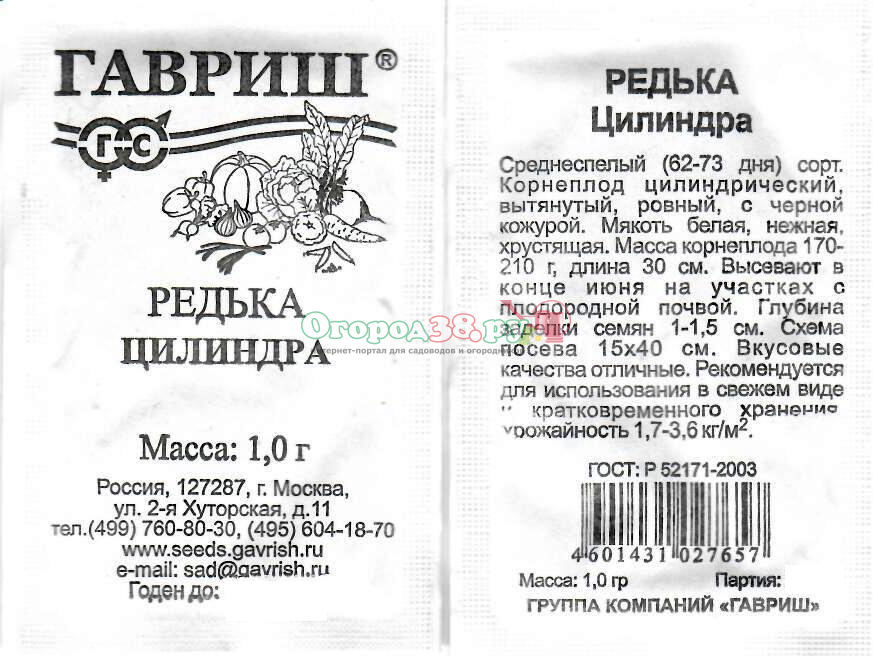 ГАВРИШ®
Г С
РЕДЬКА
ЦИЛИНДРА
Огород38.ру
интернет-портал для садоводов и огородников
Масса: 1,0 г
Россия, 127287, г. Москва,
ул. 2-я Хуторская, д.11
тел.(499) 760-80-30, (495) 604-18-70
www.seeds.gavrish.ru
e-mail: sad@gavrish.ru
Годен до:
РЕДЬКА
Цилиндра
Среднеспелый (62-73 дня) сорт.
Корнеплод цилиндрический,
вытянутый, ровный, с черной
кожурой. Мякоть белая, нежная,
хрустящая. Масса корнеплода 170-
210 г, длина 30 см. Высевают в
конце июня на участках с
плодородной почвой. Глубина
заделки семян 1-1,5 см. Схема
посева 15х40 см. Вкусовые
качества отличные. Рекомендуется
для использования в свежем виде
и кратковременного хранения
урожайность 1,7-3,6 кг/м².
ГОСТ: Р 52171-2003
4 601431 027657
Масса: 1,0 гр Партия:
ГРУППА КОМПАНИЙ «ГАВРИШ»